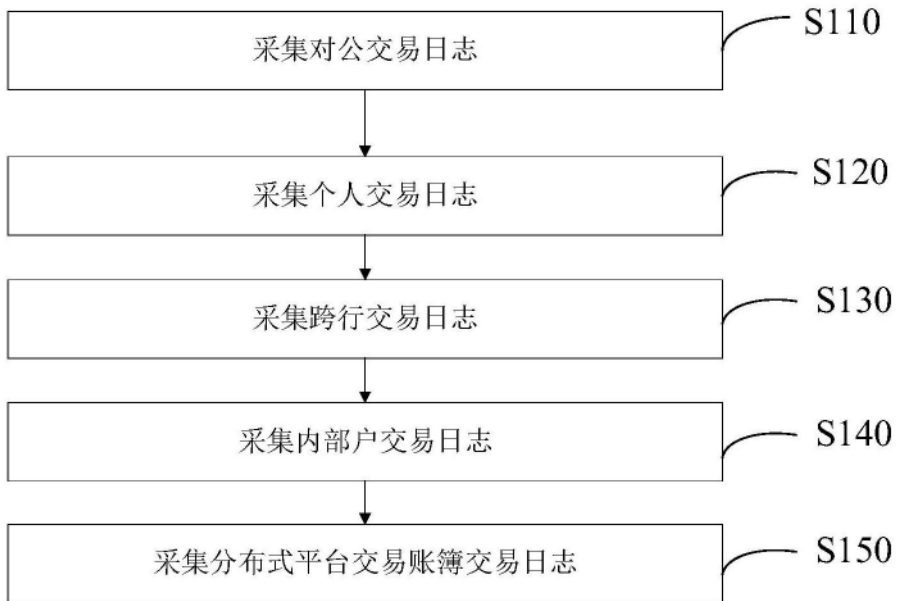 采集对公交易日志
S110
采集个人交易日志
S120
采集跨行交易日志
S130
采集内部户交易日志
S140
采集分布式平台交易账簿交易日志
S150